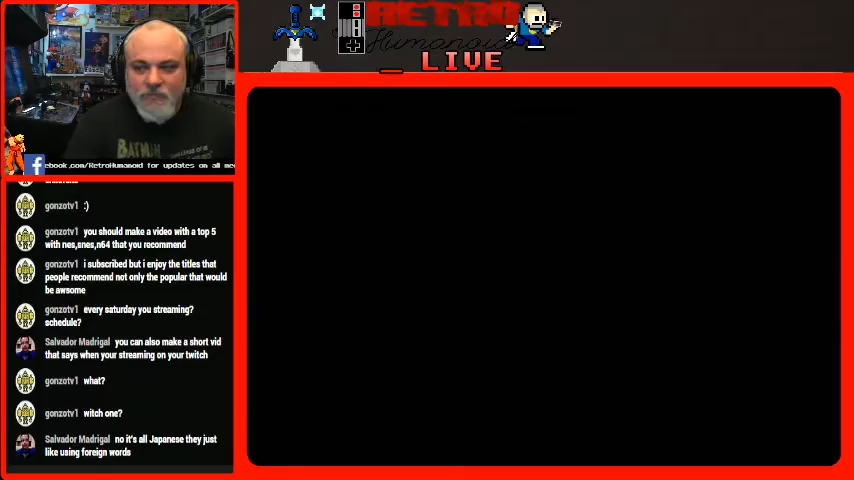 RETRO
Humanoid
_ LIVE
BATMAN
ebook.com/RetroHumanoid for updates on all me
gonzotv1 :)
gonzotv1 you should make a video with a top 5
with nes,snes,n64 that you recommend
gonzotv1 i subscribed but i enjoy the titles that
people recommend not only the popular that would
be awsome
gonzotv1 every saturday you streaming?
schedule?
Salvador Madrigal you can also make a short vid
that says when your streaming on your twitch
gonzotv1 what?
gonzotv1 witch one?
Salvador Madrigal no it's all Japanese they just
like using foreign words